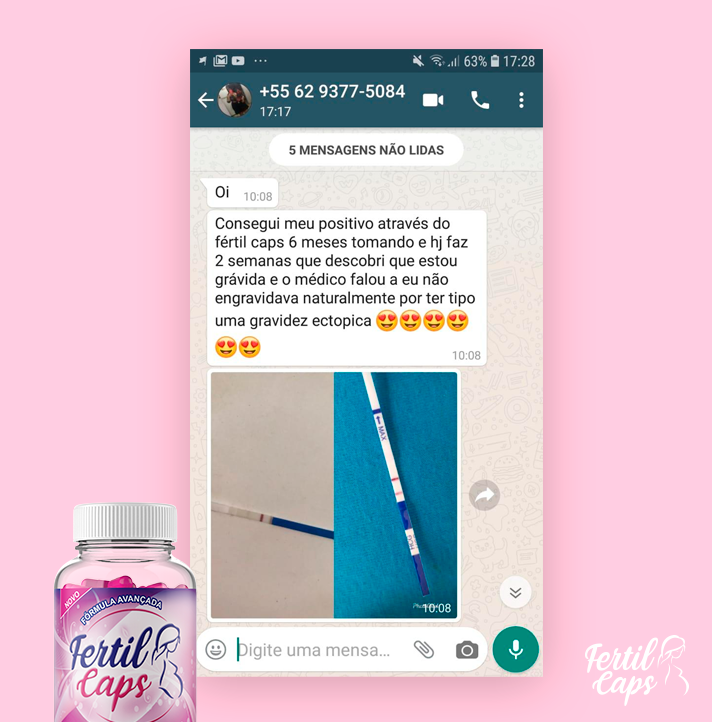 63% 17:28
+55 62 9377-5084
17:17
5 MENSAGENS NÃO LIDAS
Oi 10:08
Consegui meu positivo através do
fértil caps 6 meses tomando e hj faz
2 semanas que descobri que estou
grávida e o médico falou a eu não
engravidava naturalmente por ter tipo
uma gravidez ectopica 😍😍😍😍
😍😍
10:08
MAX
HCG
10:08
Digite uma mensa...
NOVO
FÓRMULA AVANÇADA
Fertil
Caps
Fertil
Caps